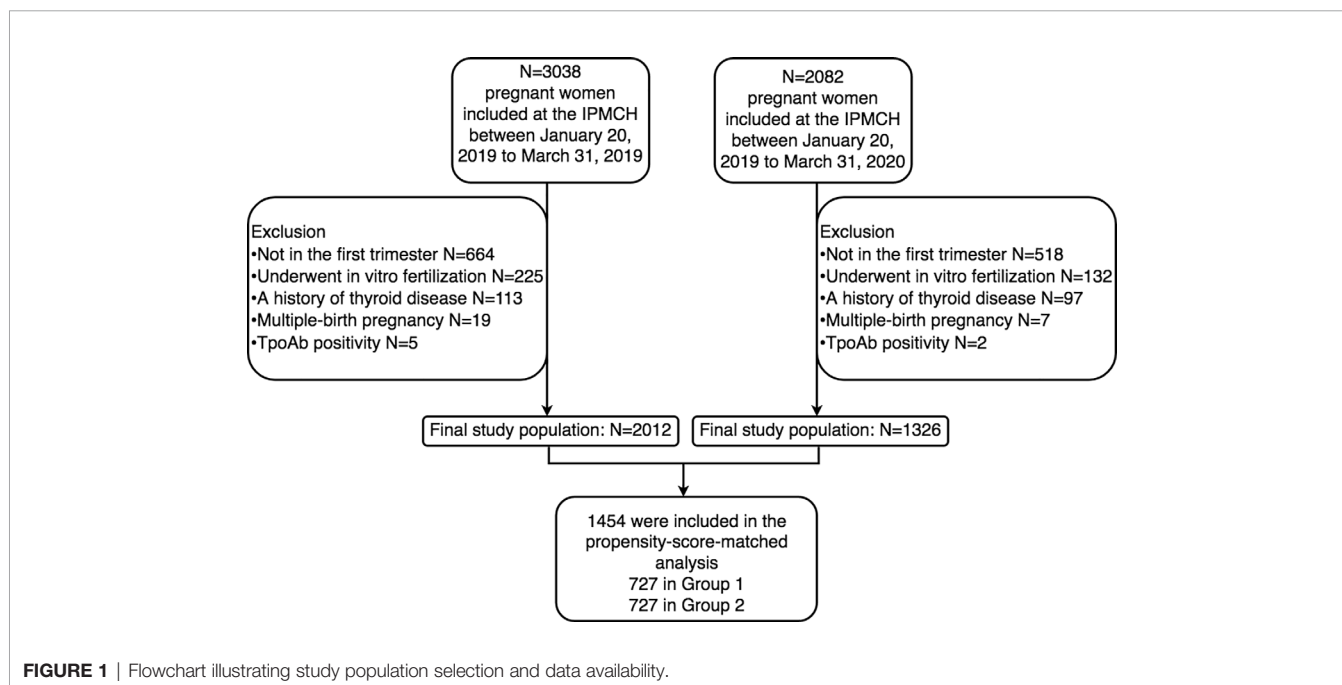 N=3038
pregnant women
included at the IPMCH
between January 20,
2019 to March 31, 2019
N=2082
pregnant women
included at the IPMCH
between January 20,
2019 to March 31, 2020
Exclusion
•Not in the first trimester N=664
•Underwent in vitro fertilization N=225
•A history of thyroid disease N=113
•Multiple-birth pregnancy N=19
•TpoAb positivity N=5
Exclusion
•Not in the first trimester N=518
•Underwent in vitro fertilization N=132
•A history of thyroid disease N=97
•Multiple-birth pregnancy N=7
•TpoAb positivity N=2
Final study population: N=2012
Final study population: N=1326
1454 were included in the
propensity-score-matched
analysis
727 in Group 1
727 in Group 2
FIGURE 1 | Flowchart illustrating study population selection and data availability.